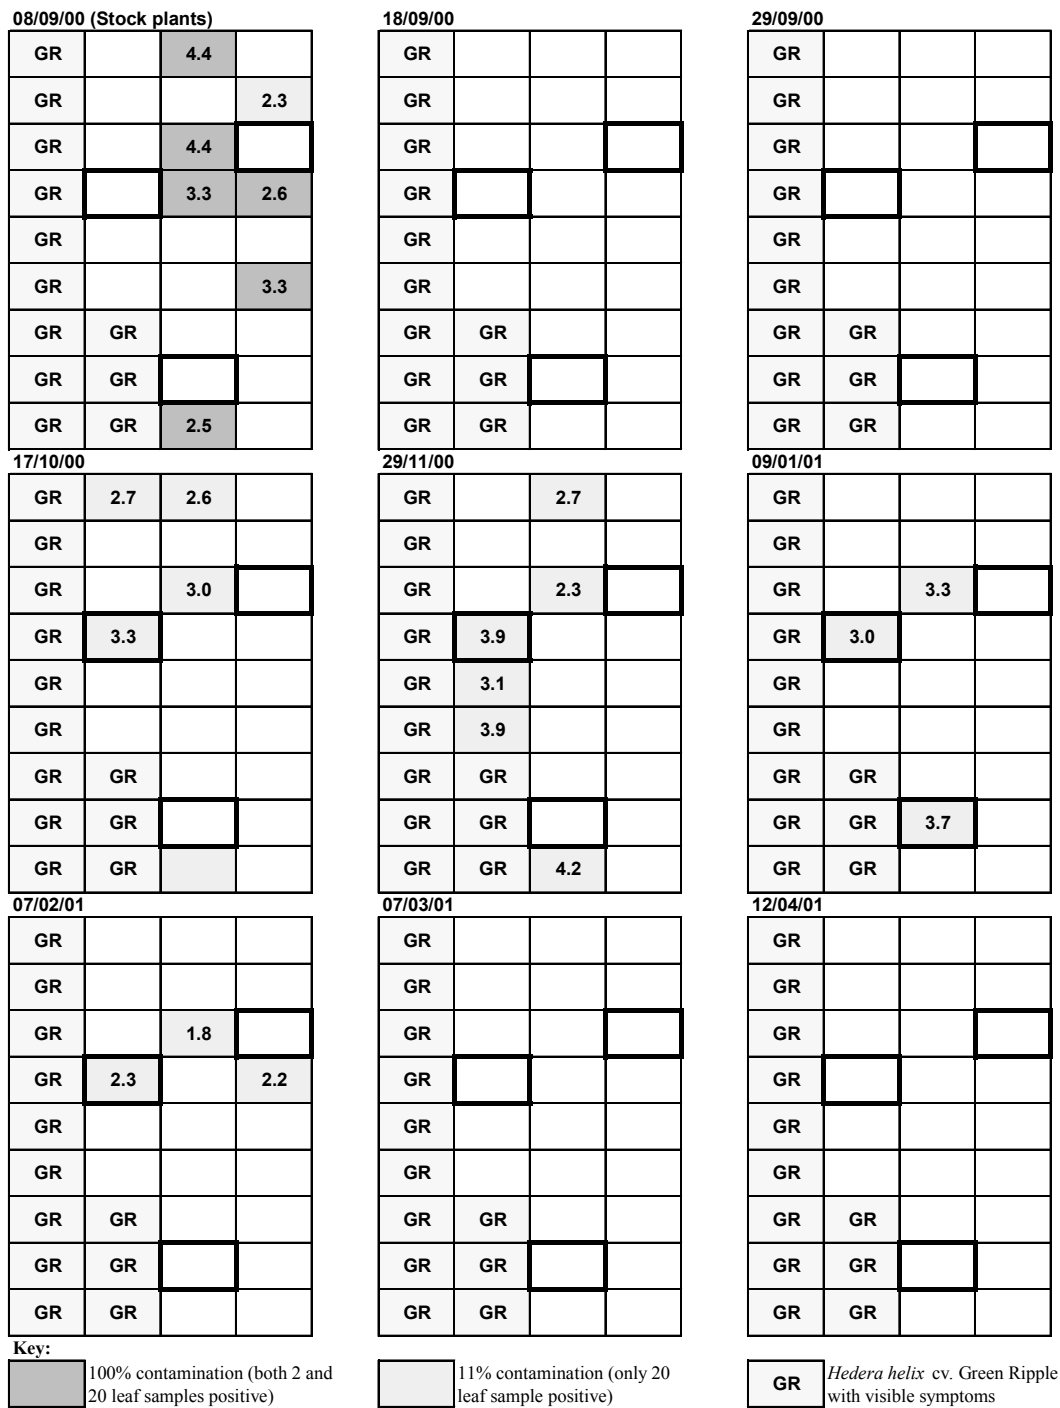 08/09/00 (Stock plants) 18/09/00 29/09/00
GR 4.4 GR GR
GR 2.3 GR GR
GR 4.4 GR GR
GR 3.3 2.6 GR GR
GR GR GR
GR 3.3 GR GR
GR GR GR GR GR GR
GR GR GR GR GR GR
GR GR 2.5 GR GR GR GR
17/10/00 29/11/00 09/01/01
GR 2.7 2.6 GR 2.7 GR
GR GR GR
GR 3.0 GR 2.3 GR 3.3
GR 3.3 GR 3.9 GR 3.0
GR GR 3.1 GR
GR GR 3.9 GR
GR GR GR GR GR GR
GR GR GR GR GR GR 3.7
GR GR GR GR 4.2 GR GR
07/02/01 07/03/01 12/04/01
GR GR GR
GR GR GR
GR 1.8 GR GR
GR 2.3 2.2 GR GR
GR GR GR
GR GR GR
GR GR GR GR GR GR
GR GR GR GR GR GR
GR GR GR GR GR GR
Key:
100% contamination (both 2 and
20 leaf samples positive)
11% contamination (only 20
leaf sample positive)
GR
Hedera helix cv. Green Ripple
with visible symptoms